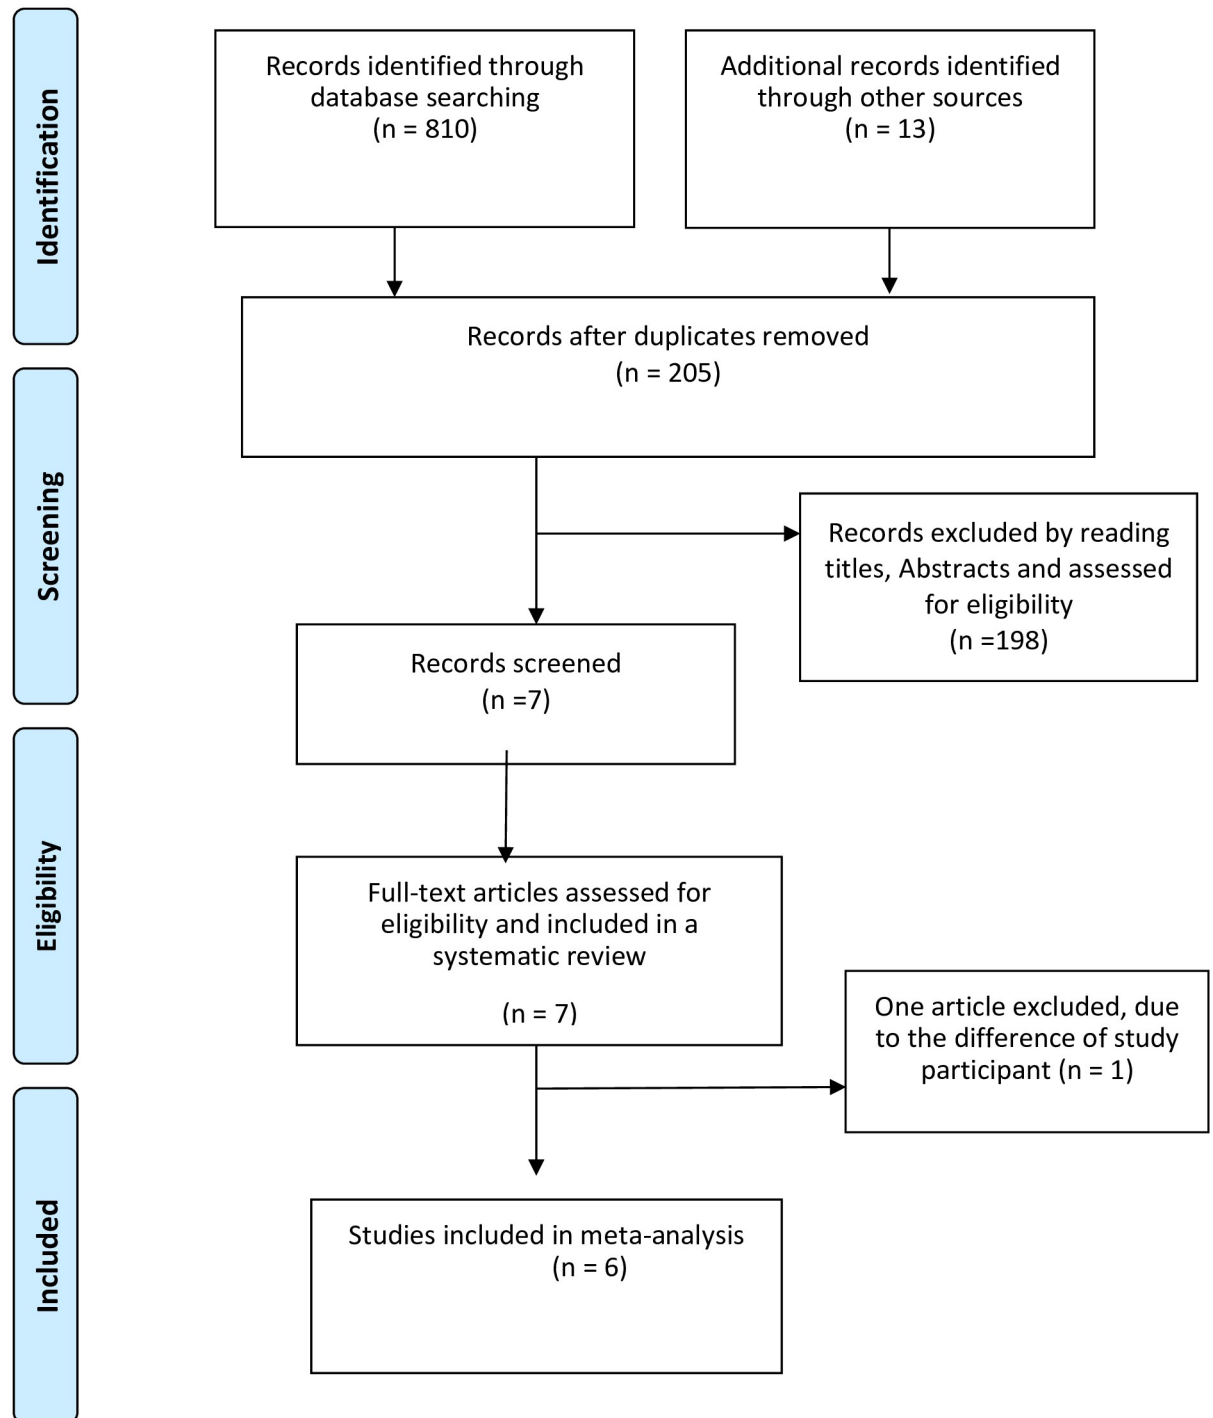 Identification
Records identified through
database searching
(n = 810)
Additional records identified
through other sources
(n = 13)
Records after duplicates removed
(n = 205)
Screening
Records excluded by reading
titles, Abstracts and assessed
for eligibility
(n =198)
Records screened
(n =7)
Eligibility
Full-text articles assessed for
eligibility and included in a
systematic review
(n = 7)
One article excluded, due
to the difference of study
participant (n = 1)
Included
Studies included in meta-analysis
(n = 6)